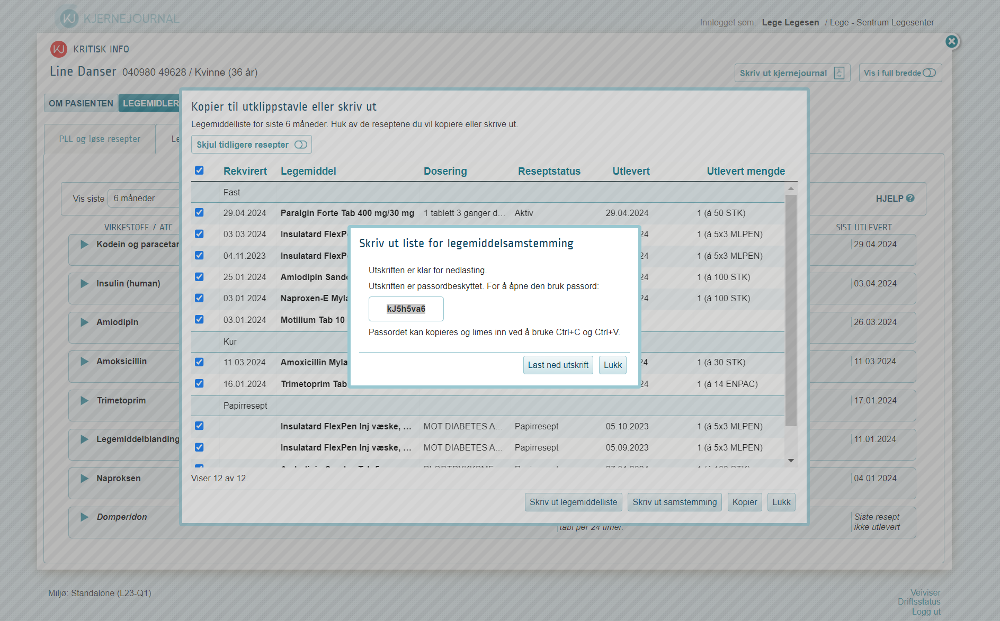 KJERNEJOURNAL
Innlogget som: Lege Legesen / Lege - Sentrum Legesenter
KRITISK INFO
Line Danser 040980 49628 / Kvinne (36 år)
Skriv ut kjernejournal
Vis i full bredde
OM PASIENTEN
LEGEMIDLER
PLL og løse resepter
Le
Vis siste 6 måneder
HJELP
VIRKESTOFF / ATC
SIST UTLEVERT
Kodein og paracetar
29.04.2024
Insulin (human)
03.04.2024
Amlodipin
26.03.2024
Amoksicillin
11.03.2024
Trimetoprim
17.01.2024
Legemiddelblanding
11.01.2024
Naproksen
04.01.2024
Domperidon
tabl per 24 timer.
Siste resept
ikke utlevert
Kopier til utklippstavle eller skriv ut
Legemiddelliste for siste 6 måneder. Huk av de reseptene du vil kopiere eller skrive ut.
Skjul tidligere resepter
Rekvirert Legemiddel Dosering Reseptstatus Utlevert Utlevert mengde
Fast
29.04.2024 Paralgin Forte Tab 400 mg/30 mg 1 tablett 3 ganger d... Aktiv 29.04.2024 1 (á 50 STK)
03.03.2024 Insulatard FlexPe 24 1 (á 5x3 MLPEN)
04.11.2023 Insulatard FlexPe 24 1 (á 5x3 MLPEN)
25.01.2024 Amlodipin Sando 24 1 (á 100 STK)
03.01.2024 Naproxen-E Myla 24 1 (á 100 STK)
03.01.2024 Motilium Tab 10
Kur
11.03.2024 Amoxicillin Myla 24 1 (á 30 STK)
16.01.2024 Trimetoprim Tab 24 1 (á 14 ENPAC)
Papirresept
Insulatard FlexPen Inj væske, ... MOT DIABETES A... Papirresept 05.10.2023 1 (á 5x3 MLPEN)
Insulatard FlexPen Inj væske, ... MOT DIABETES A... Papirresept 05.09.2023 1 (á 5x3 MLPEN)
Viser 12 av 12.
Skriv ut legemiddelliste
Skriv ut samstemming
Kopier
Lukk
Skriv ut liste for legemiddelsamstemming
Utskriften er klar for nedlasting.
Utskriften er passordbeskyttet. For å åpne den bruk passord:
kJ5h5va6
Passordet kan kopieres og limes inn ved å bruke Ctrl+C og Ctrl+V.
Last ned utskrift
Lukk
Miljø: Standalone (L23-Q1)
Veiviser
Driftsstatus
Logg ut